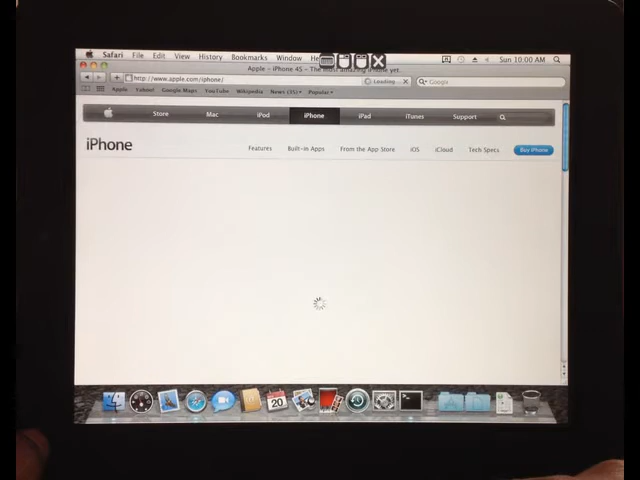 Safari File Edit View History Bookmarks Window He Sun 10:00 AM
Apple - iPhone 4S - The most amazing iPhone yet.
http://www.apple.com/iphone/ Loading Google
Apple Yahoo! Google Maps YouTube Wikipedia News (35) Popular
Store Mac iPod iPhone iPad iTunes Support
iPhone Features Built-in Apps From the App Store iOS iCloud Tech Specs Buy iPhone
20